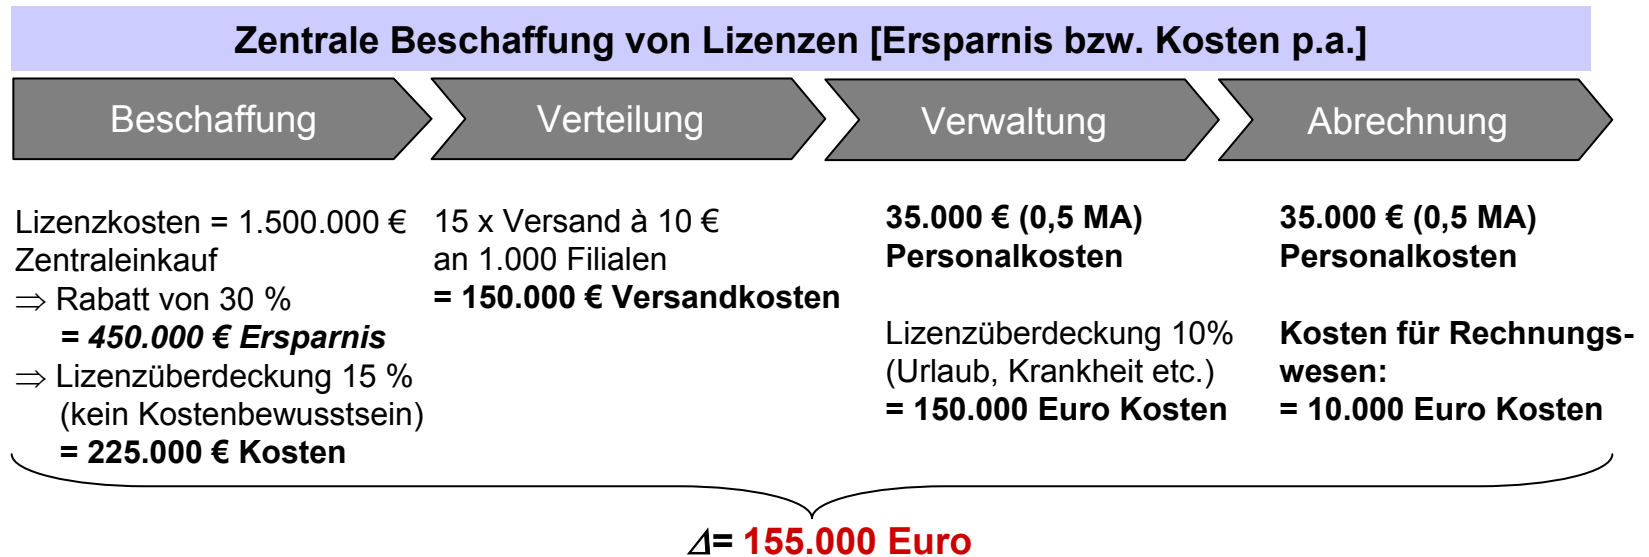 Zentrale Beschaffung von Lizenzen [Ersparnis bzw. Kosten p.a.]
Beschaffung
Verteilung
Verwaltung
Abrechnung
Lizenzkosten = 1.500.000 €
Zentraleinkauf
⇒ Rabatt von 30 %
= 450.000 € Ersparnis
⇒ Lizenzüberdeckung 15 %
(kein Kostenbewusstsein)
= 225.000 € Kosten
15 x Versand à 10 €
an 1.000 Filialen
= 150.000 € Versandkosten
35.000 € (0,5 MA)
Personalkosten
Lizenzüberdeckung 10%
(Urlaub, Krankheit etc.)
= 150.000 Euro Kosten
35.000 € (0,5 MA)
Personalkosten
Kosten für Rechnungs-
wesen:
= 10.000 Euro Kosten
Δ= 155.000 Euro